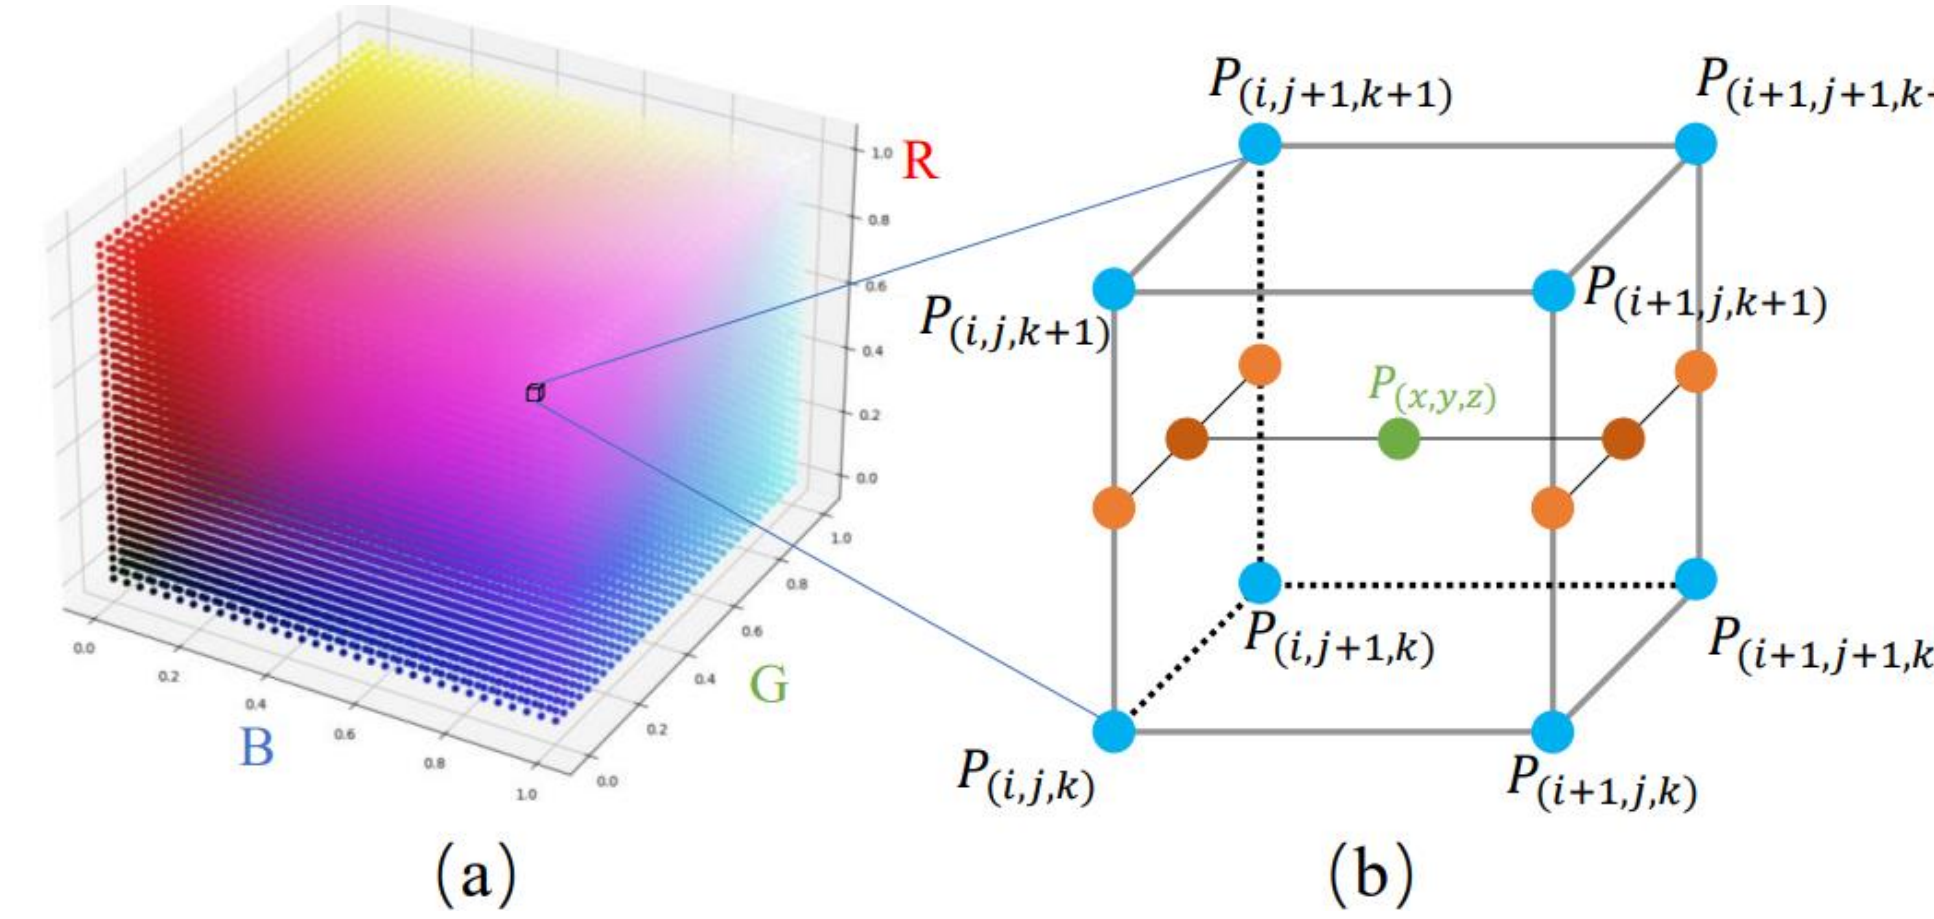 1.0
R
0.8
0.6
0.4
0.2
0.0
0.0
0.2
0.4
0.6
0.8
1.0
B
0.0
0.2
0.4
0.6
0.8
1.0
G
(a)
P(i,j+1,k+1)
P(i+1,j+1,k+
P(i,j,k+1)
P(i+1,j,k+1)
P(x,y,z)
P(i,j+1,k)
P(i+1,j+1,k
P(i,j,k)
P(i+1,j,k)
(b)